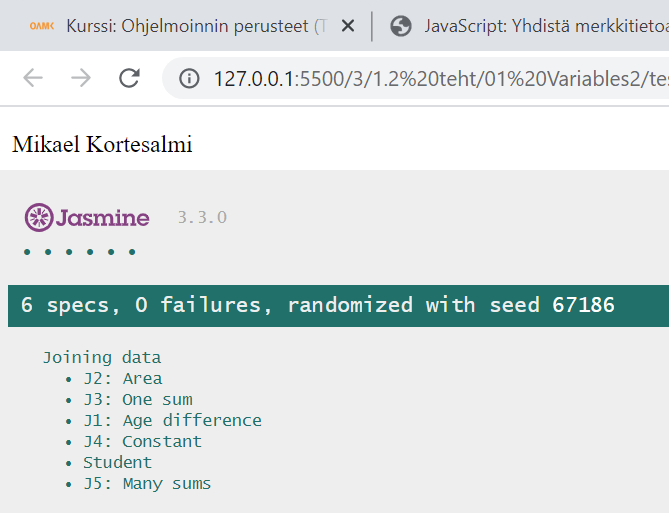 OAMK Kurssi: Ohjelmoinnin perusteet (T JavaScript: Yhdistä merkkitietoa
127.0.0.1:5500/3/1.2%20teht/01%20Variables2/tes
Mikael Kortesalmi
Jasmine 3.3.0
• • • • • •
6 specs, 0 failures, randomized with seed 67186
Joining data
• J2: Area
• J3: One sum
• J1: Age difference
• J4: Constant
• Student
• J5: Many sums